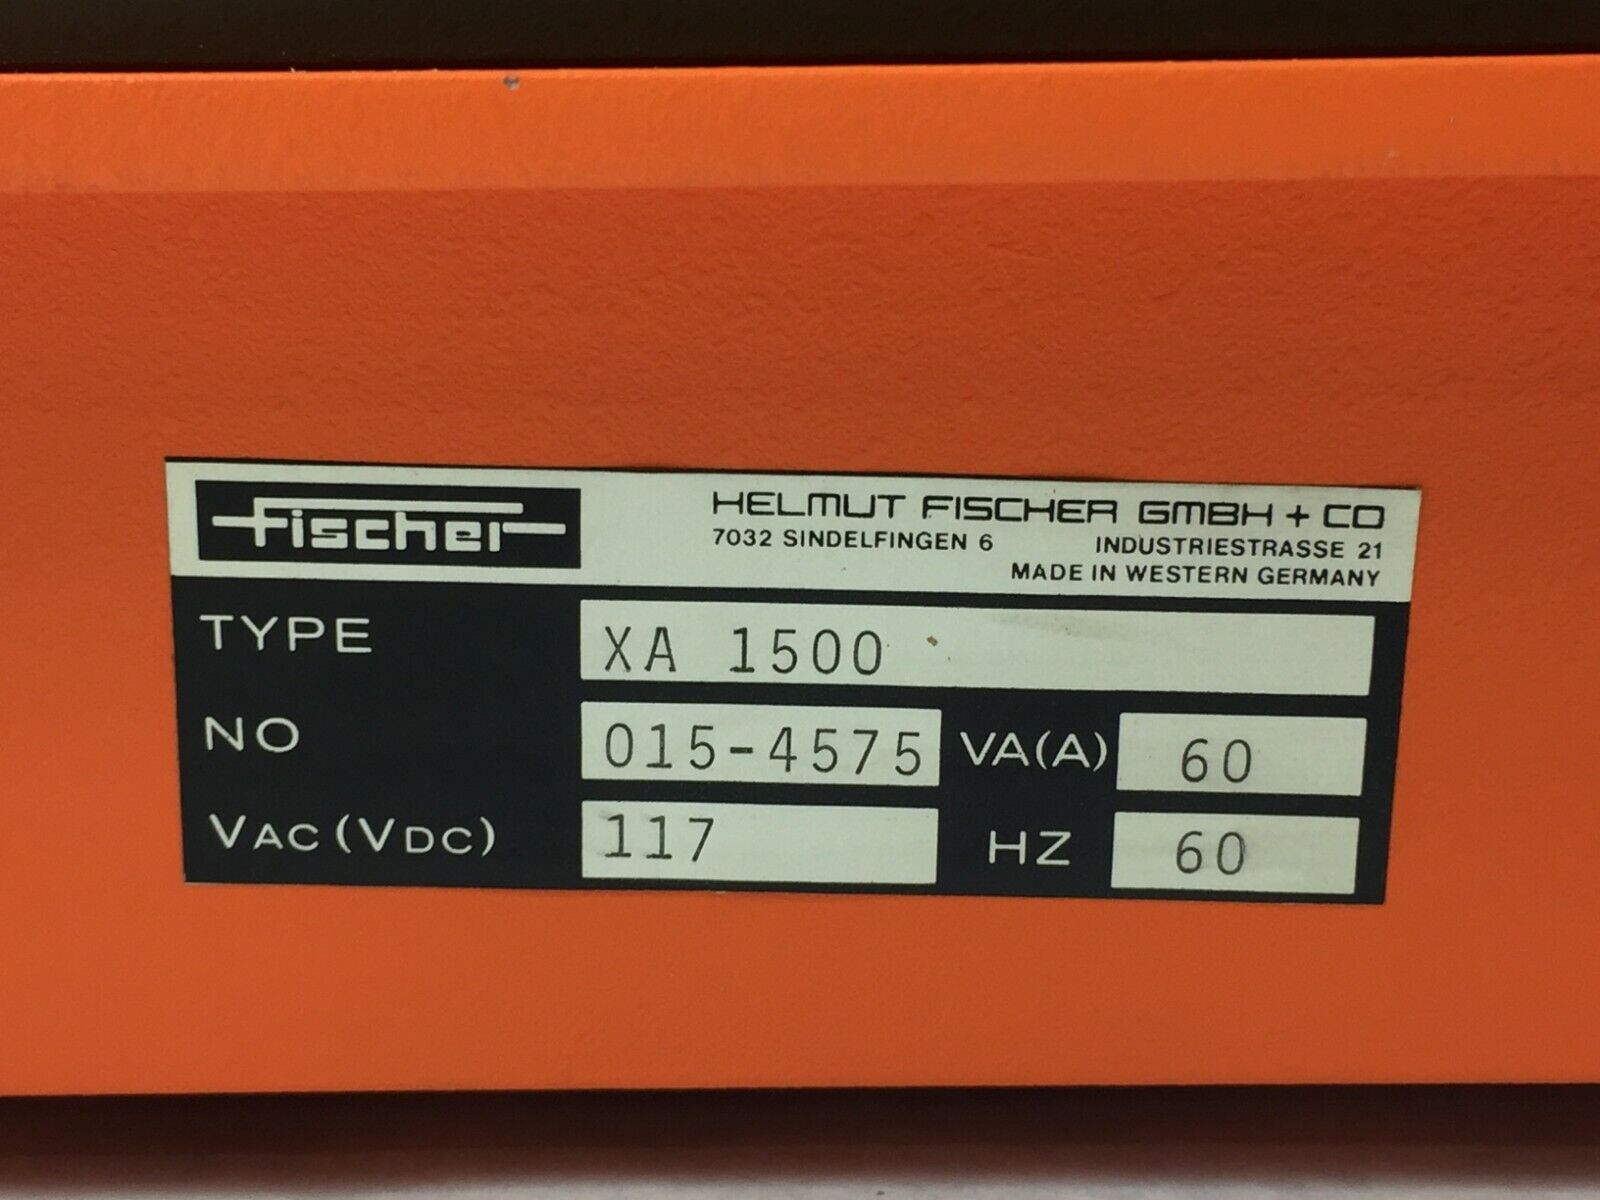 fischer
HELMUT FISCHER GMBH + CO
7032 SINDELFINGEN 6 INDUSTRIESTRASSE 21
MADE IN WESTERN GERMANY
TYPE XA 1500
NO 015-4575 VA(A) 60
VAC(VDC) 117 HZ 60